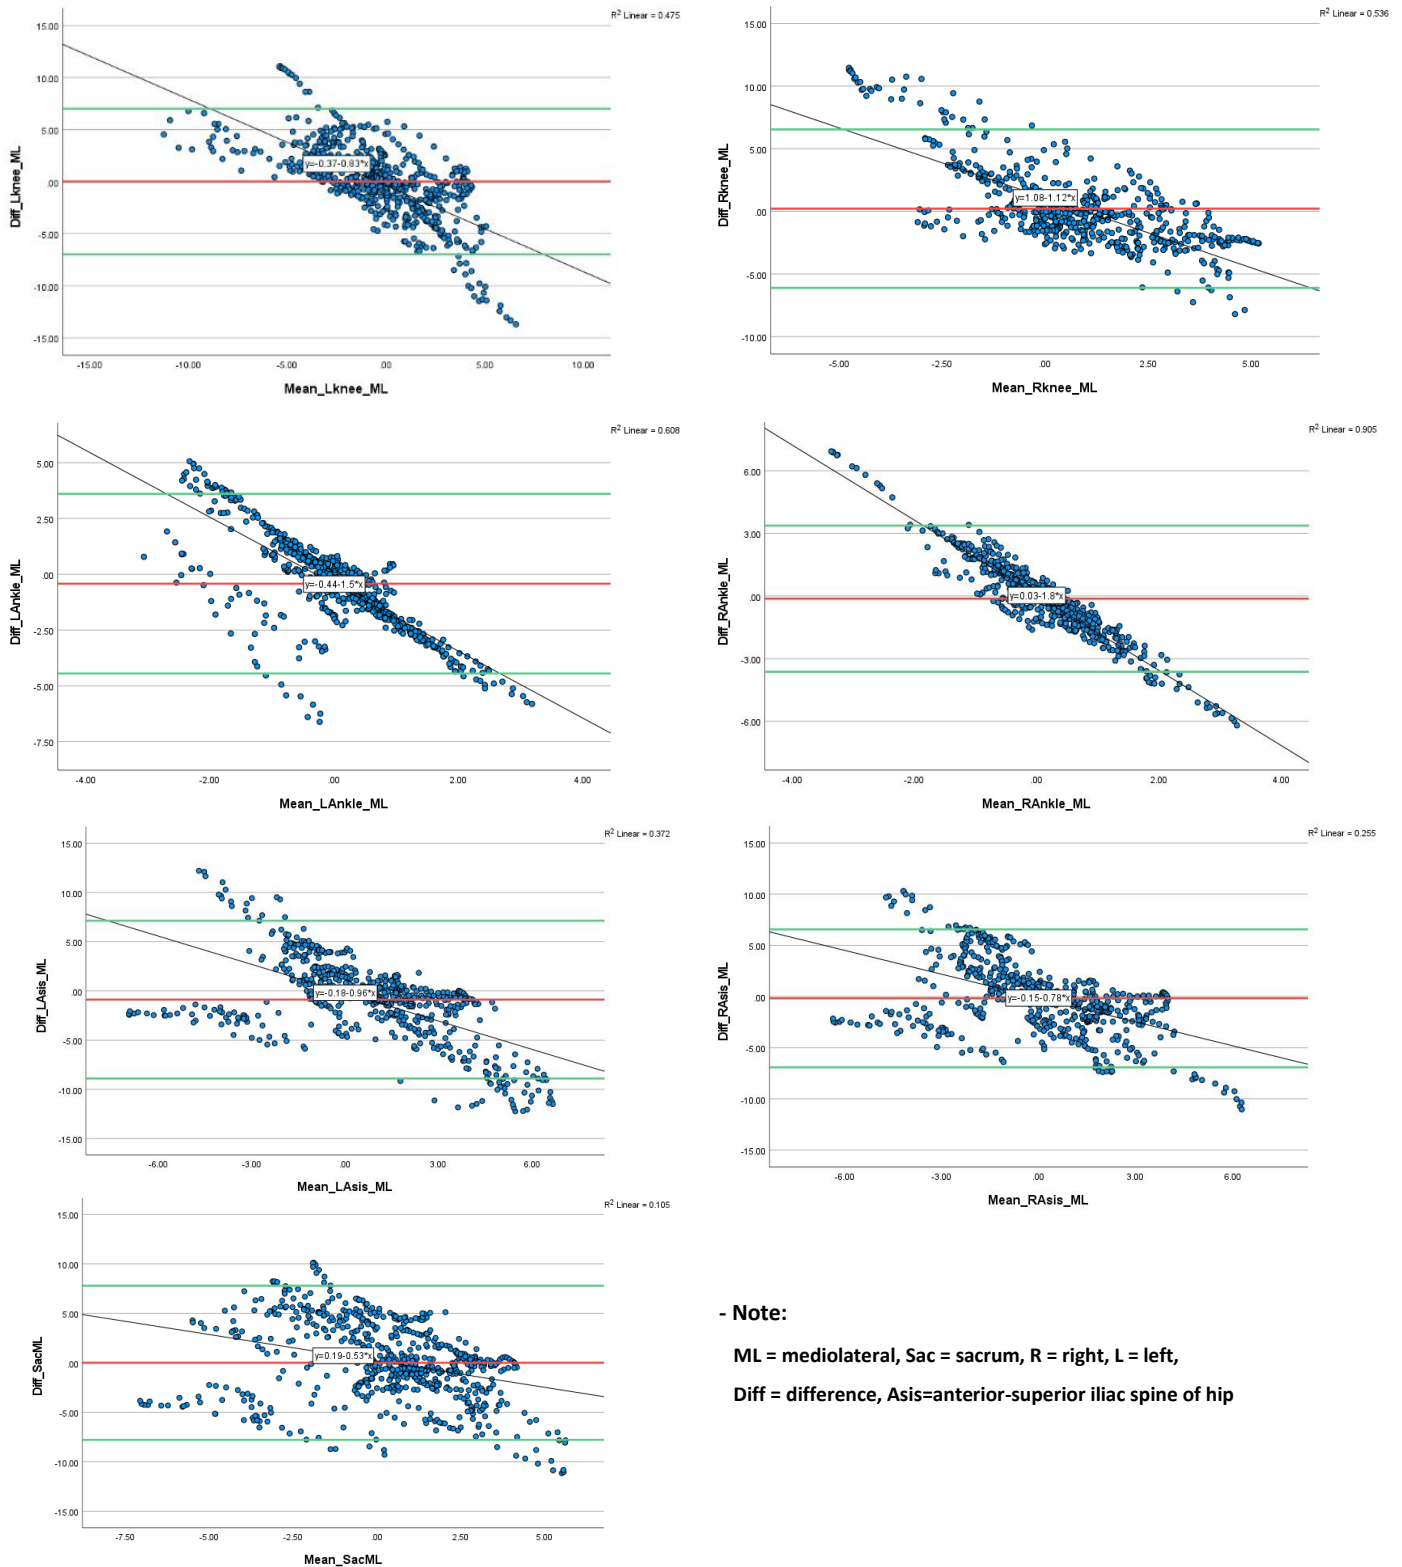 R2 Linear = 0.475
15.00
10.00
5.00
.00
-5.00
-10.00
-15.00
Diff_Lknee_ML
y=-0.37-0.83*x
-15.00 -10.00 -5.00 .00 5.00 10.00
Mean_Lknee_ML
R2 Linear = 0.536
15.00
10.00
5.00
.00
-5.00
-10.00
Diff_Rknee_ML
y=1.08-1.12*x
-5.00 -2.50 .00 2.50 5.00
Mean_Rknee_ML
R2 Linear = 0.608
5.00
2.50
.00
-2.50
-5.00
-7.50
Diff_LAnkle_ML
y=-0.44-1.5*x
-4.00 -2.00 .00 2.00 4.00
Mean_LAnkle_ML
R2 Linear = 0.905
6.00
3.00
.00
-3.00
-6.00
Diff_RAnkle_ML
y=0.03-1.8*x
-4.00 -2.00 .00 2.00 4.00
Mean_RAnkle_ML
R2 Linear = 0.372
15.00
10.00
5.00
.00
-5.00
-10.00
-15.00
Diff_LAsis_ML
y=-0.18-0.96*x
-6.00 -3.00 .00 3.00 6.00
Mean_LAsis_ML
R2 Linear = 0.255
15.00
10.00
5.00
.00
-5.00
-10.00
-15.00
Diff_RAsis_ML
y=-0.15-0.78*x
-6.00 -3.00 .00 3.00 6.00
Mean_RAsis_ML
R2 Linear = 0.105
15.00
10.00
5.00
.00
-5.00
-10.00
-15.00
Diff_SacML
y=0.19-0.53*x
-7.50 -5.00 -2.50 .00 2.50 5.00
Mean_SacML
- Note:
ML = mediolateral, Sac = sacrum, R = right, L = left,
Diff = difference, Asis=anterior-superior iliac spine of hip